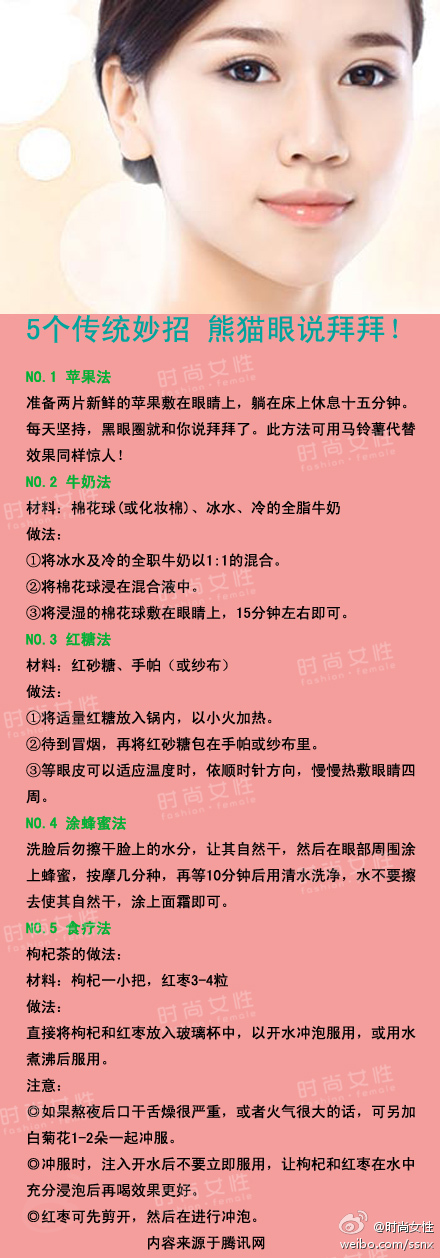 5个传统妙招 熊猫眼说拜拜!
NO.1 苹果法
准备两片新鲜的苹果敷在眼睛上，躺在床上休息十五分钟。
每天坚持，黑眼圈就和你说拜拜了。此方法可用马铃薯代替
效果同样惊人!
NO.2 牛奶法
材料：棉花球(或化妆棉)、冰水、冷的全脂牛奶
做法：
①将冰水及冷的全职牛奶以1:1的混合。
②将棉花球浸在混合液中。
③将浸湿的棉花球敷在眼睛上，15分钟左右即可。
NO.3 红糖法
材料：红砂糖、手帕（或纱布）
做法：
①将适量红糖放入锅内，以小火加热。
②待到冒烟，再将红砂糖包在手帕或纱布里。
③等眼皮可以适应温度时，依顺时针方向，慢慢热敷眼睛四
周。
NO.4 涂蜂蜜法
洗脸后勿擦干脸上的水分，让其自然干，然后在眼部周围涂
上蜂蜜，按摩几分种，再等10分钟后用清水洗净，水不要擦
去使其自然干，涂上面霜即可。
NO.5 食疗法
枸杞茶的做法：
材料：枸杞一小把，红枣3-4粒
做法：
直接将枸杞和红枣放入玻璃杯中，以开水冲泡服用，或用水
煮沸后服用。
注意：
◎如果熬夜后口干舌燥很严重，或者火气很大的话，可另加
白菊花1-2朵一起冲服。
◎冲服时，注入开水后不要立即服用，让枸杞和红枣在水中
充分浸泡后再喝效果更好。
◎红枣可先剪开，然后在进行冲泡。
内容来源于腾讯网
时尚女性
fashion·female
@时尚女性
weibo.com/ssnx